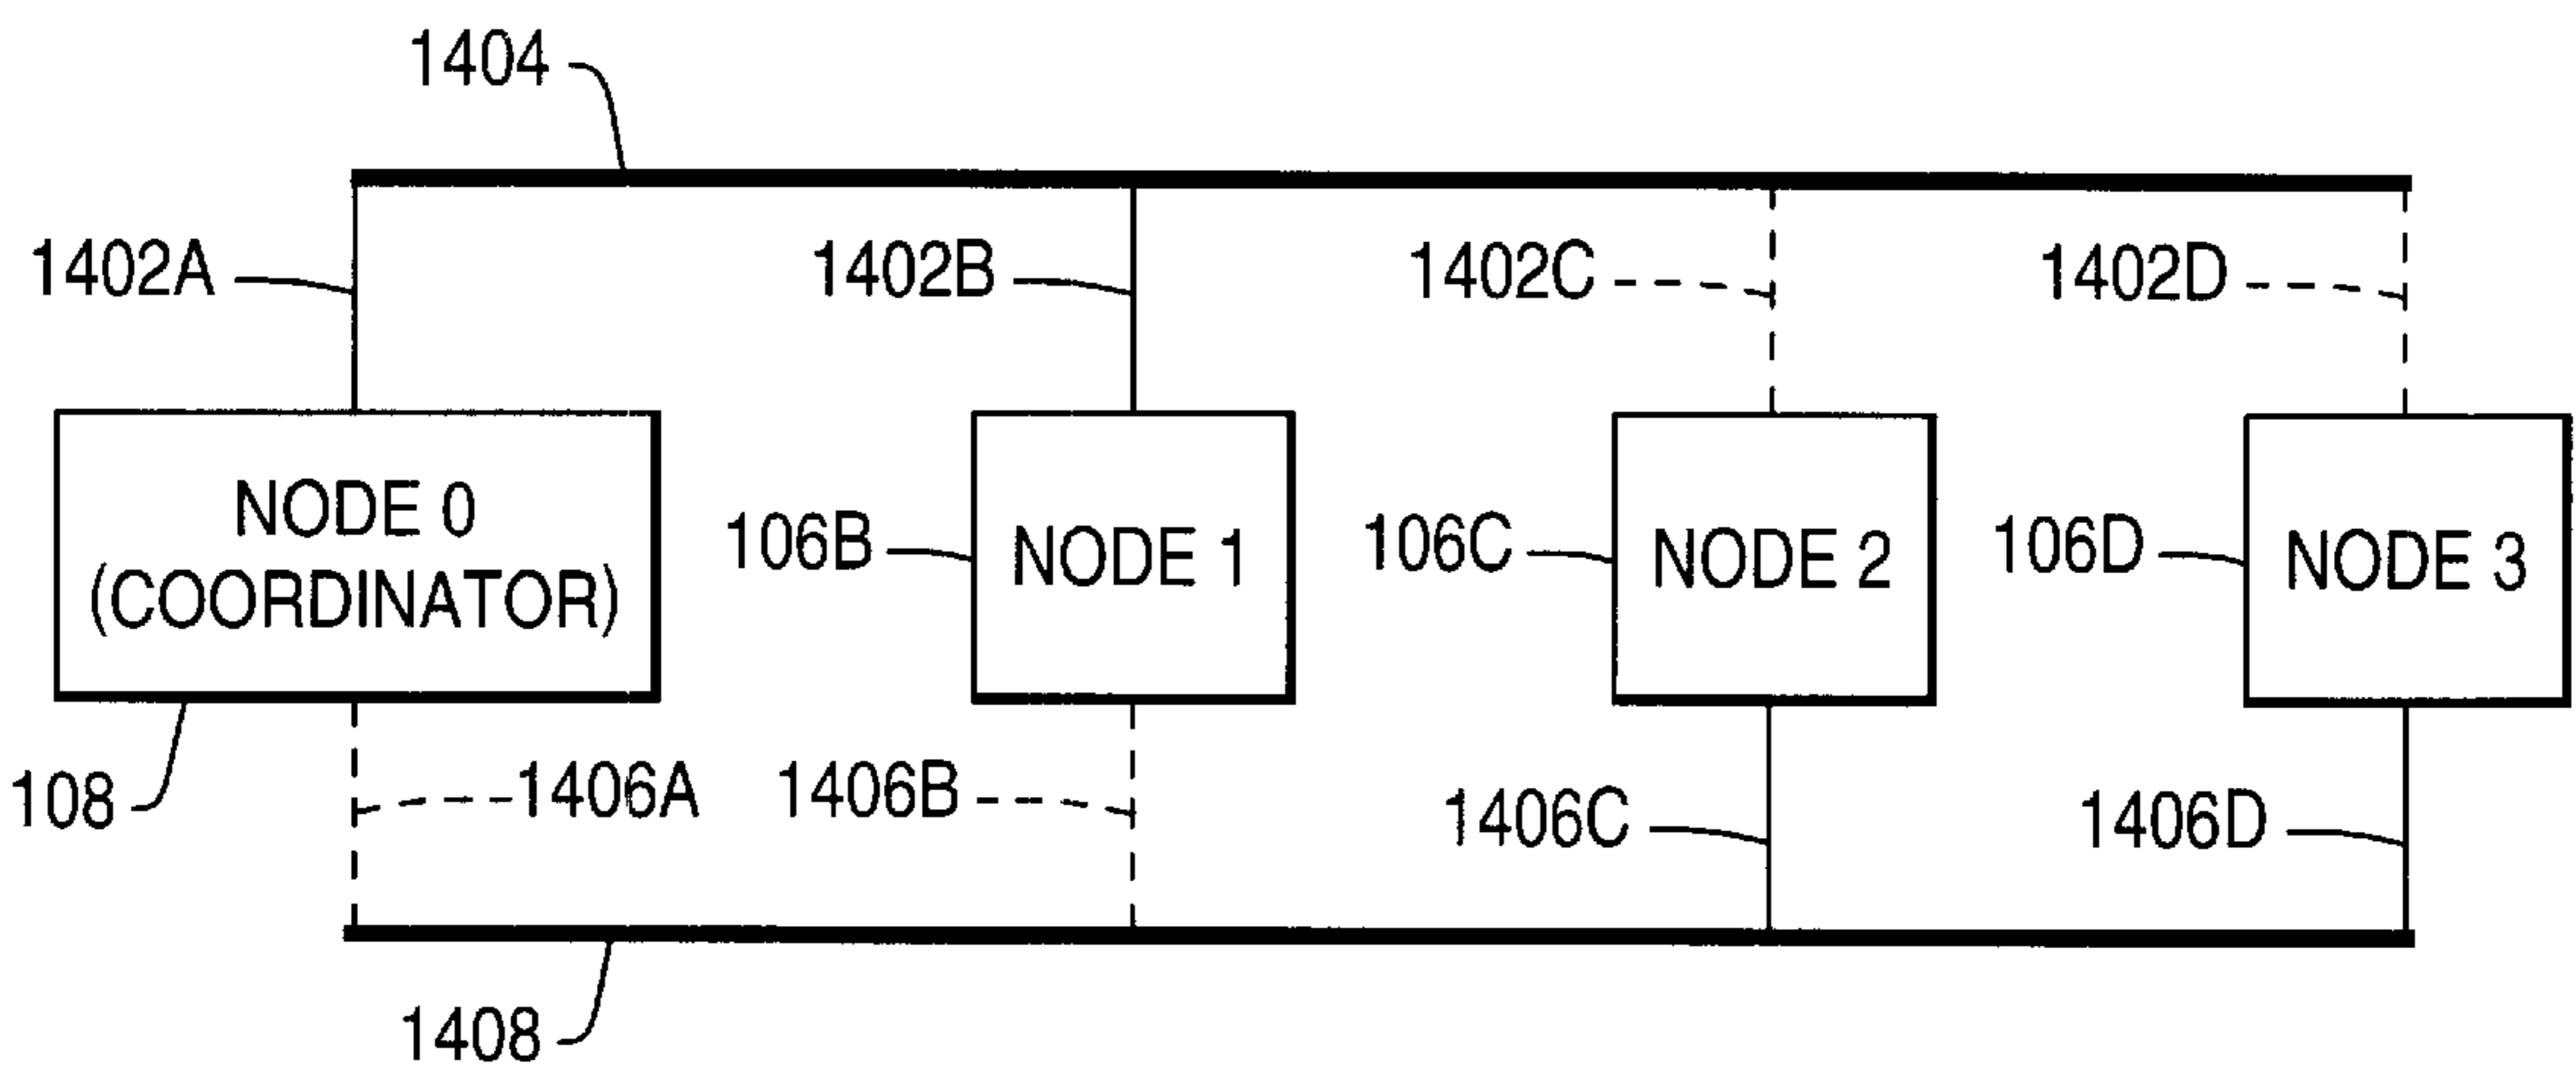 1404
1402A
1402B
1402C
1402D
NODE 0
(COORDINATOR)
106B
NODE 1
106C
NODE 2
106D
NODE 3
108
1406A
1406B
1406C
1406D
1408